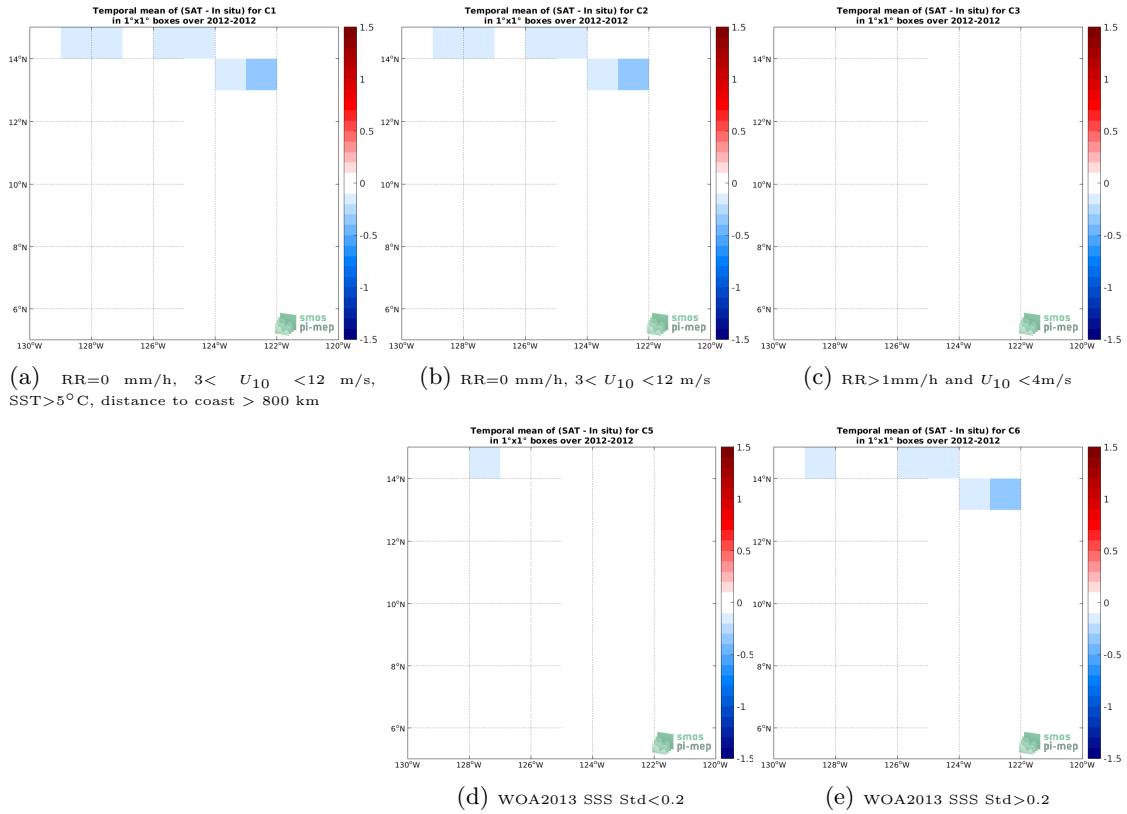 Temporal mean of (SAT - In situ) for C1
in 1°x1° boxes over 2012-2012
14°N
12°N
10°N
8°N
6°N
130°W 128°W 126°W 124°W 122°W 120°W
1.5
1
0.5
0
-0.5
-1
-1.5
smos
pi-mep
(a) RR=0 mm/h, 3< U10 <12 m/s,
SST>5°C, distance to coast > 800 km
Temporal mean of (SAT - In situ) for C2
in 1°x1° boxes over 2012-2012
14°N
12°N
10°N
8°N
6°N
130°W 128°W 126°W 124°W 122°W 120°W
1.5
1
0.5
0
-0.5
-1
-1.5
smos
pi-mep
(b) RR=0 mm/h, 3< U10 <12 m/s
Temporal mean of (SAT - In situ) for C3
in 1°x1° boxes over 2012-2012
14°N
12°N
10°N
8°N
6°N
130°W 128°W 126°W 124°W 122°W 120°W
1.5
1
0.5
0
-0.5
-1
-1.5
smos
pi-mep
(c) RR>1mm/h and U10 <4m/s
Temporal mean of (SAT - In situ) for C5
in 1°x1° boxes over 2012-2012
14°N
12°N
10°N
8°N
6°N
130°W 128°W 126°W 124°W 122°W 120°W
1.5
1
0.5
0
-0.5
-1
-1.5
smos
pi-mep
(d) WOA2013 SSS Std<0.2
Temporal mean of (SAT - In situ) for C6
in 1°x1° boxes over 2012-2012
14°N
12°N
10°N
8°N
6°N
130°W 128°W 126°W 124°W 122°W 120°W
1.5
1
0.5
0
-0.5
-1
-1.5
smos
pi-mep
(e) WOA2013 SSS Std>0.2